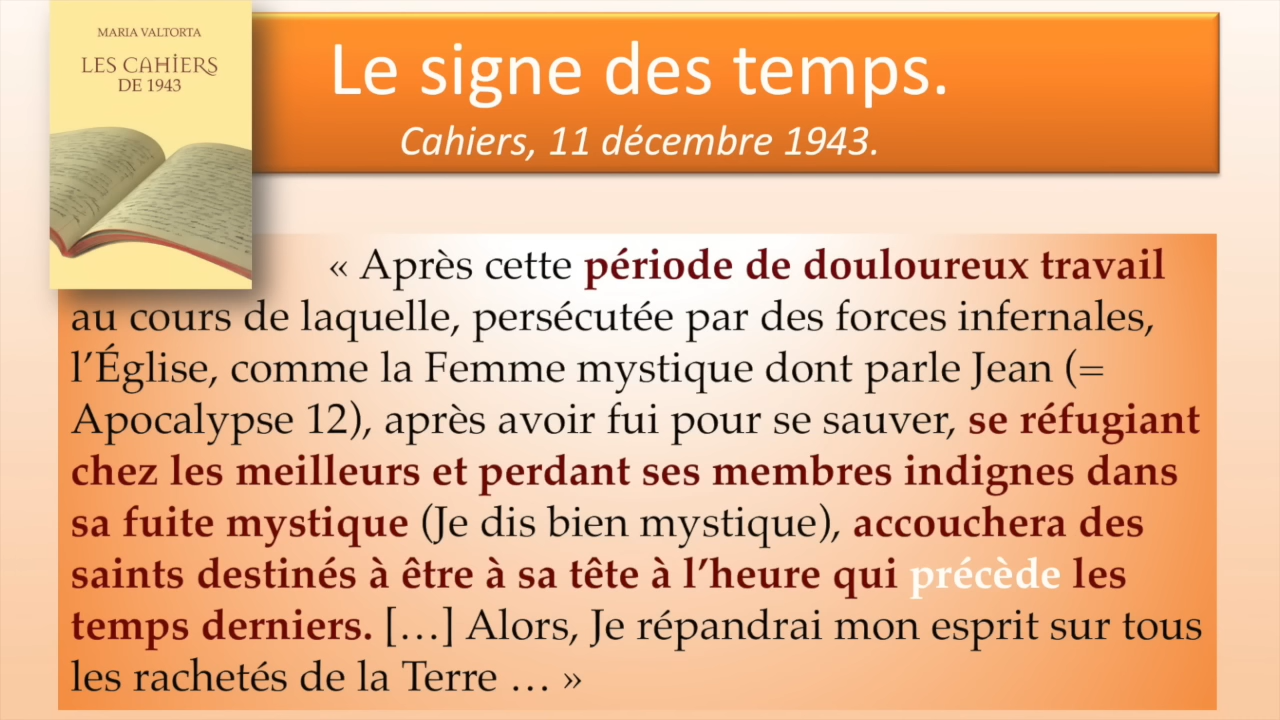 MARIA VALTORTA
LES CAHİERS
DE 1943
Le signe des temps.
Cahiers, 11 décembre 1943.
« Après cette période de douloureux travail
au cours de laquelle, persécutée par des forces infernales,
l’Église, comme la Femme mystique dont parle Jean (=
Apocalypse 12), après avoir fui pour se sauver, se réfugiant
chez les meilleurs et perdant ses membres indignes dans
sa fuite mystique (Je dis bien mystique), accouchera des
saints destinés à être à sa tête à l’heure qui précède les
temps derniers. […] Alors, Je répandrai mon esprit sur tous
les rachetés de la Terre … »